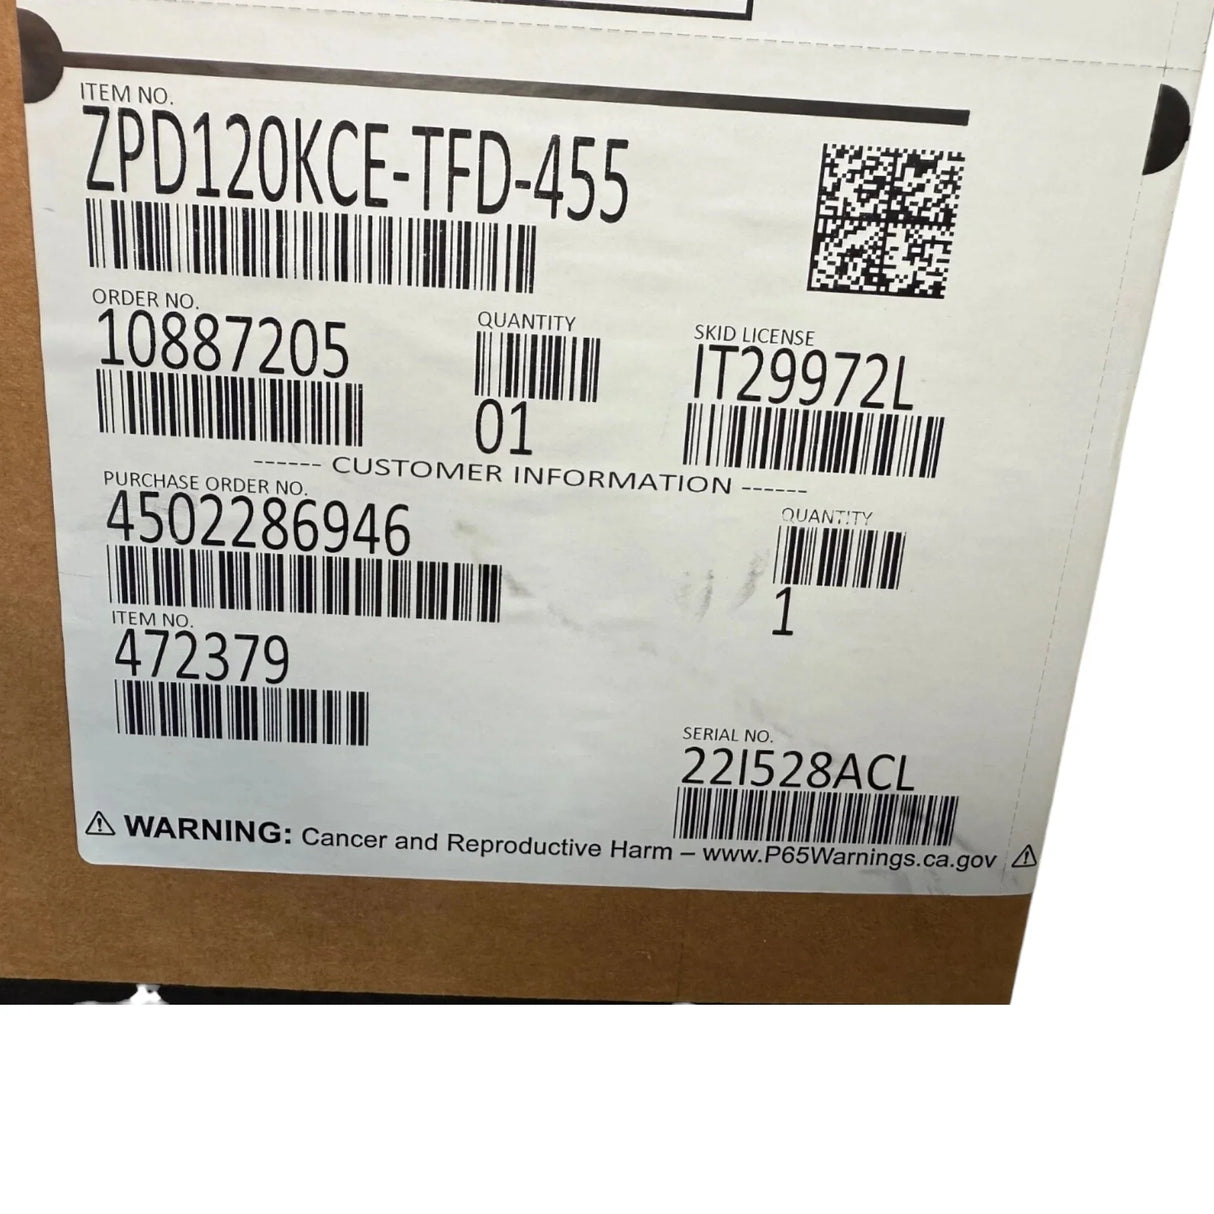 ITEM NO.
ZPD120KCE-TFD-455
ORDER NO.
10887205
QUANTITY
01
SKID LICENSE
IT29972L
------ CUSTOMER INFORMATION ------
PURCHASE ORDER NO.
4502286946
QUANTITY
1
ITEM NO.
472379
SERIAL NO.
22I528ACL
⚠ WARNING: Cancer and Reproductive Harm – www.P65Warnings.ca.gov ⚠